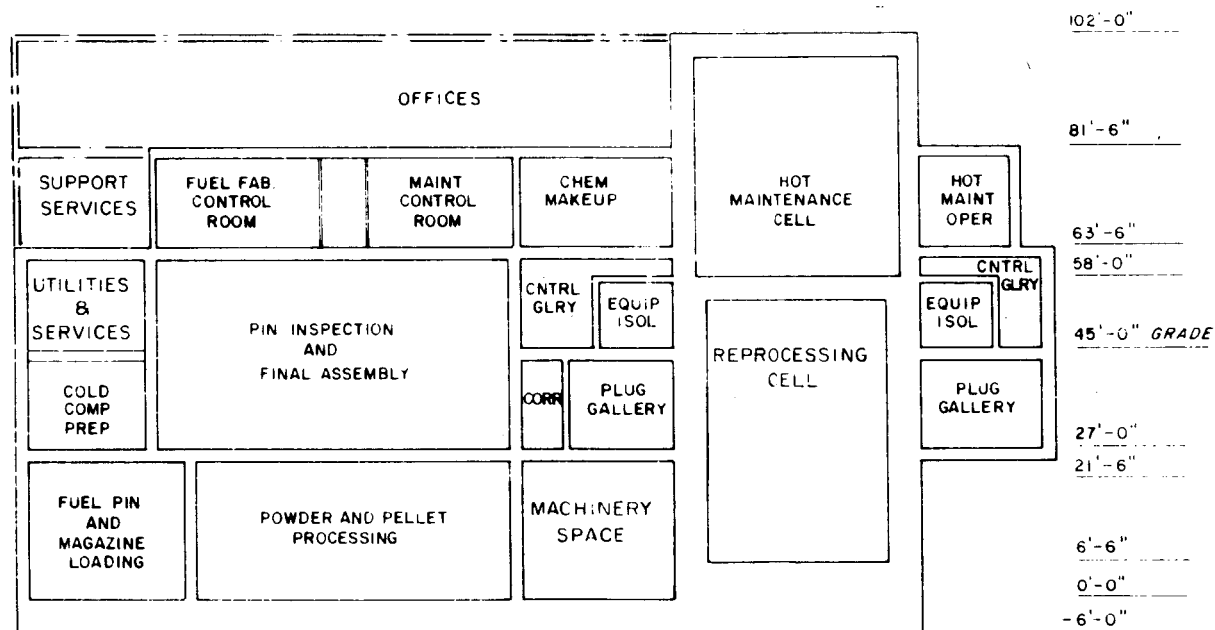 102'-0"
OFFICES
81'-6"
SUPPORT
SERVICES
FUEL FAB.
CONTROL
ROOM
MAINT
CONTROL
ROOM
CHEM
MAKEUP
HOT
MAINTENANCE
CELL
HOT
MAINT
OPER
63'-6"
58'-0"
UTILITIES
&
SERVICES
PIN INSPECTION
AND
FINAL ASSEMBLY
CNTRL
GLRY
EQUIP
ISOL
REPROCESSING
CELL
CNTRL
GLRY
EQUIP
ISOL
45'-0" GRADE
COLD
COMP
PREP
CORR
PLUG
GALLERY
PLUG
GALLERY
27'-0"
21'-6"
FUEL PIN
AND
MAGAZINE
LOADING
POWDER AND PELLET
PROCESSING
MACHINERY
SPACE
6'-6"
0'-0"
-6'-0"